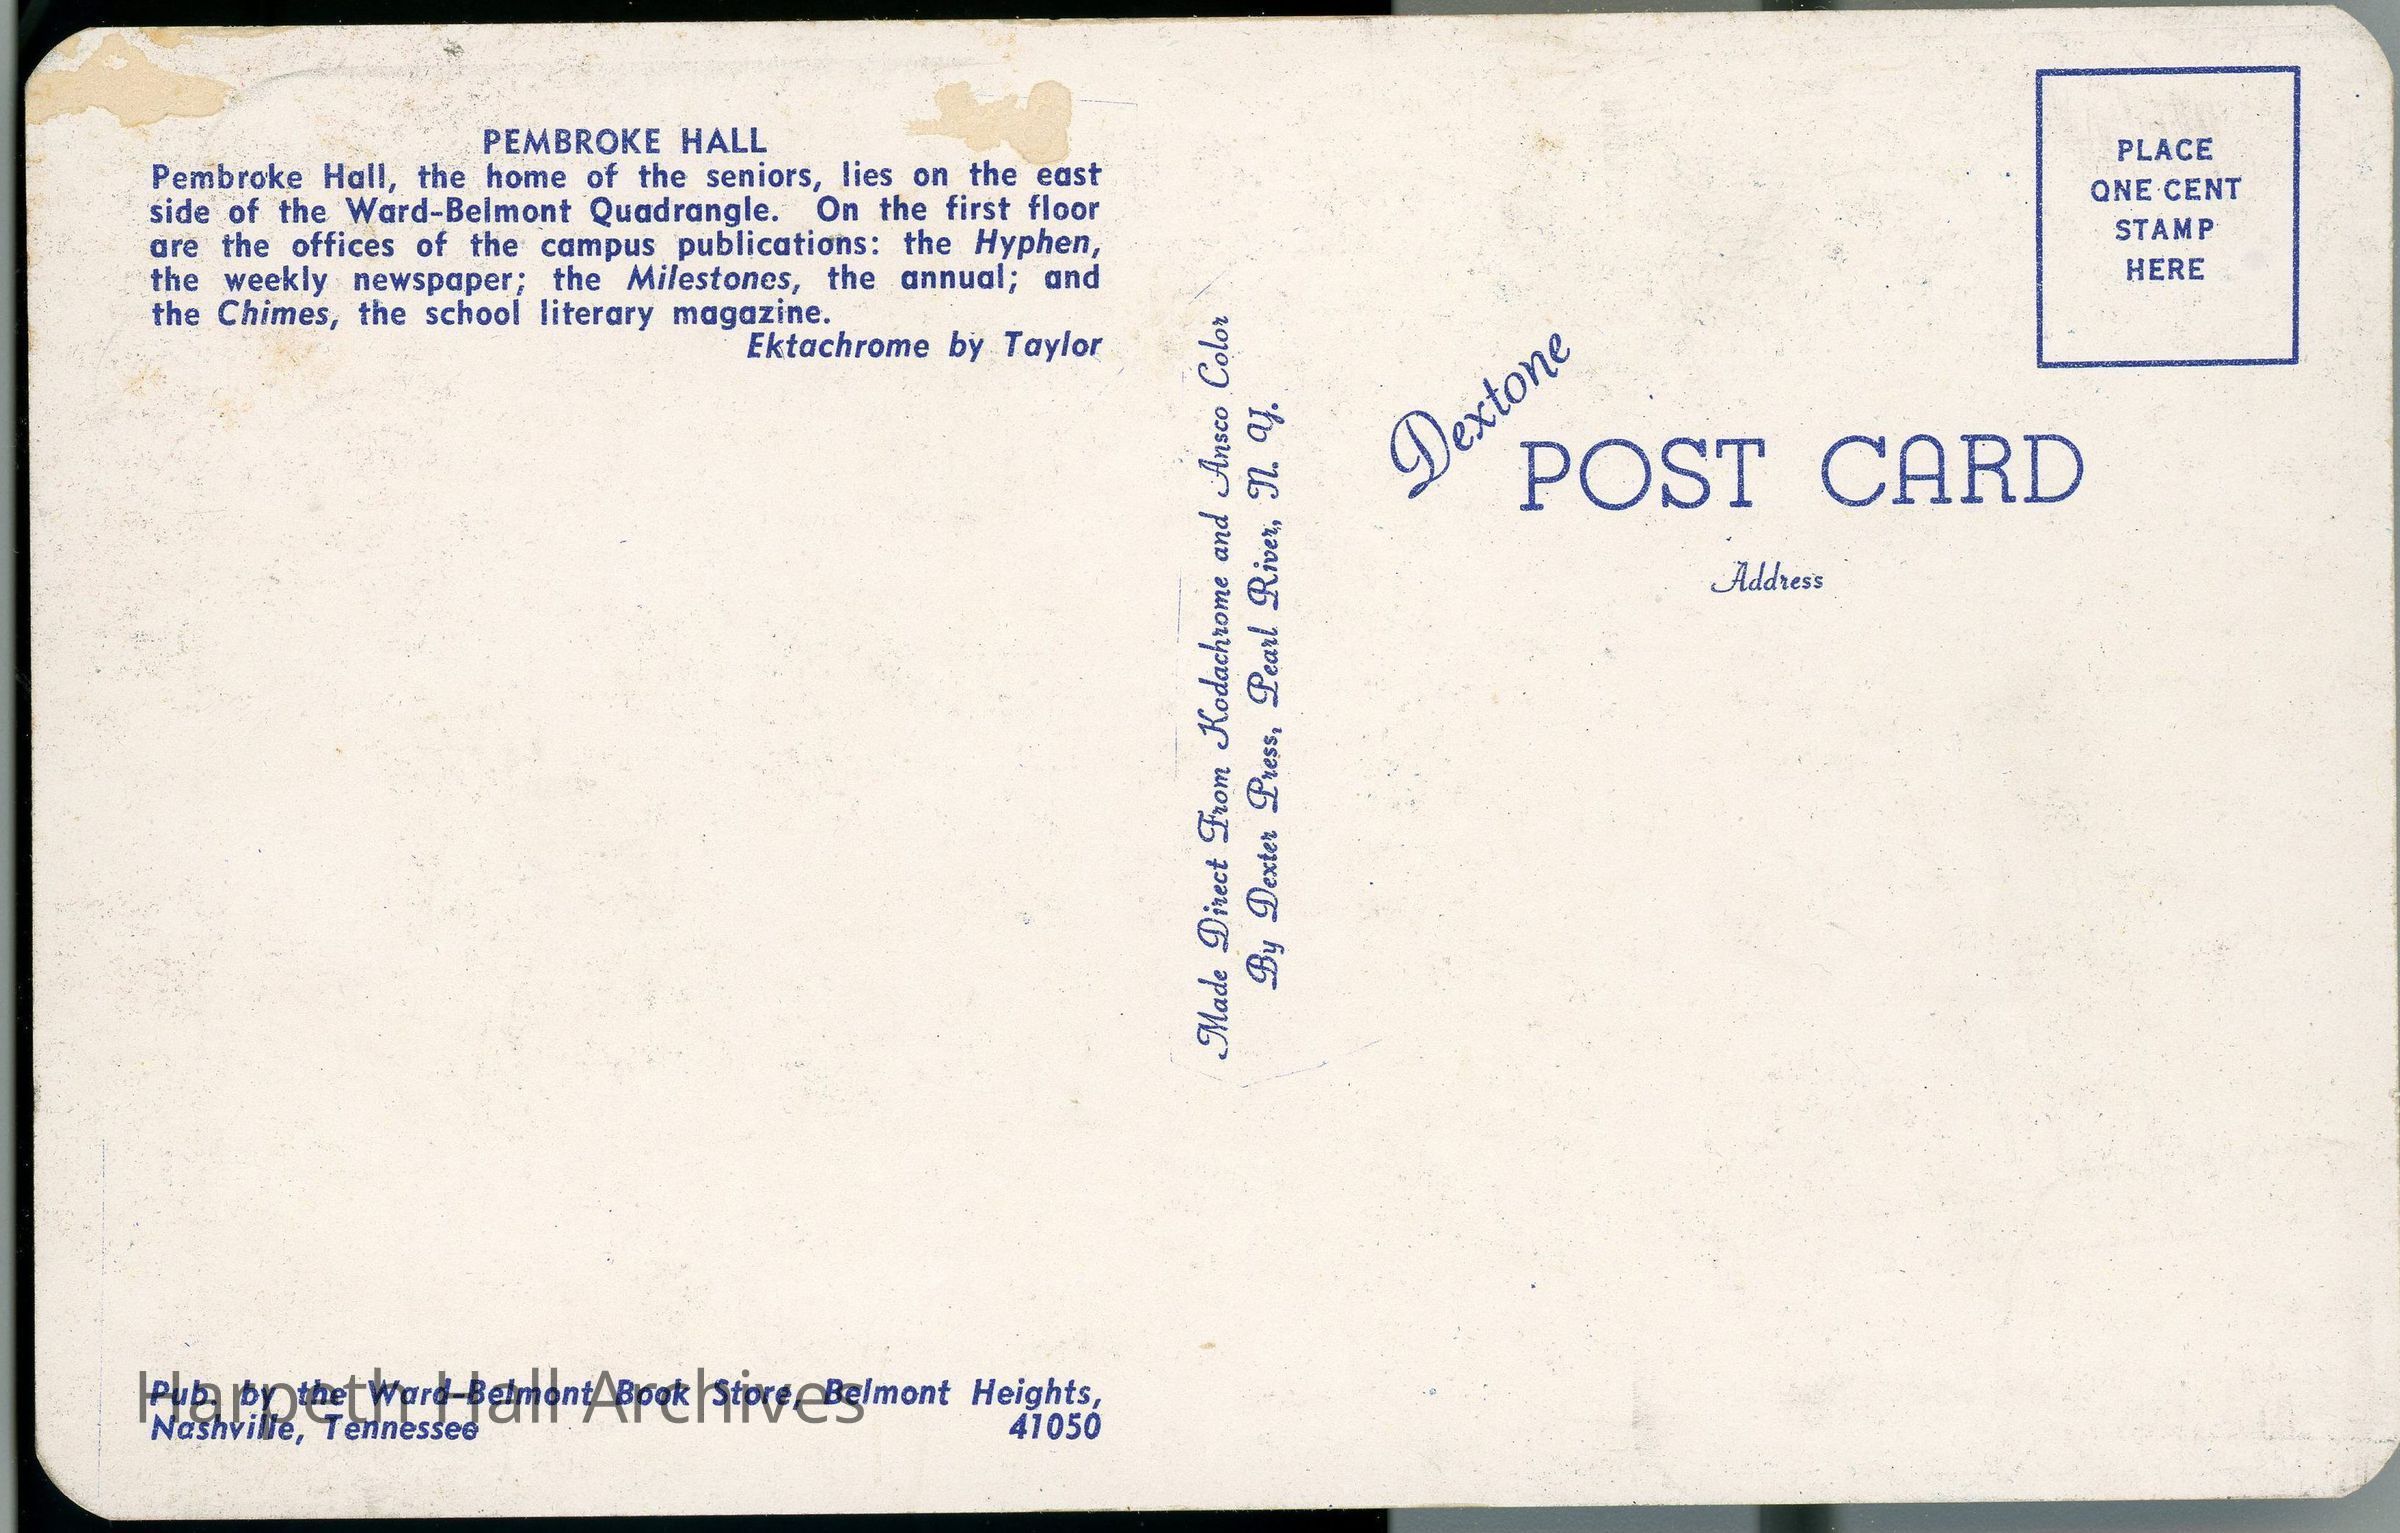 PEMBROKE HALL
Pembroke Hall, the home of the seniors, lies on the east
side of the Ward-Belmont Quadrangle. On the first floor
are the offices of the campus publications: the Hyphen,
the weekly newspaper; the Milestones, the annual; and
the Chimes, the school literary magazine.
Ektachrome by Taylor
Pub. by the Ward-Belmont Book Store, Belmont Heights,
Nashville, Tennessee 41050
Harpeth Hall Archives
Made Direct From Kodachrome and Ansco Color
By Dexter Press, Pearl River, N. Y.
PLACE
ONE CENT
STAMP
HERE
Dextone
POST CARD
Address